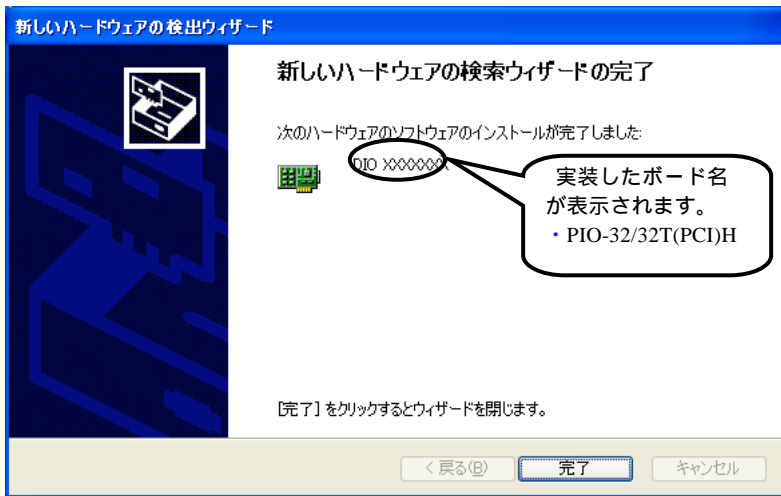 新しいハードウェアの検出ウィザード
新しいハードウェアの検索ウィザードの完了
次のハードウェアのソフトウェアのインストールが完了しました:
DIO XXXXXXX
実装したボード名
が表示されます。
・PIO-32/32T(PCI)H
[完了] をクリックするとウィザードを閉じます。
< 戻る(B) 完了 キャンセル